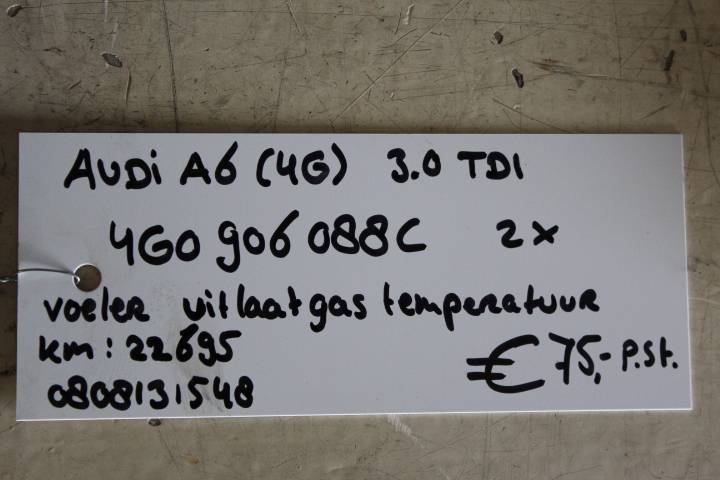 AUDi A6 (4G) 3.0 TDI
4G0 906 088C 2x
voeler uitlaatgas temperatuur
km: 22695
€ 75,- p.st.
0808131548